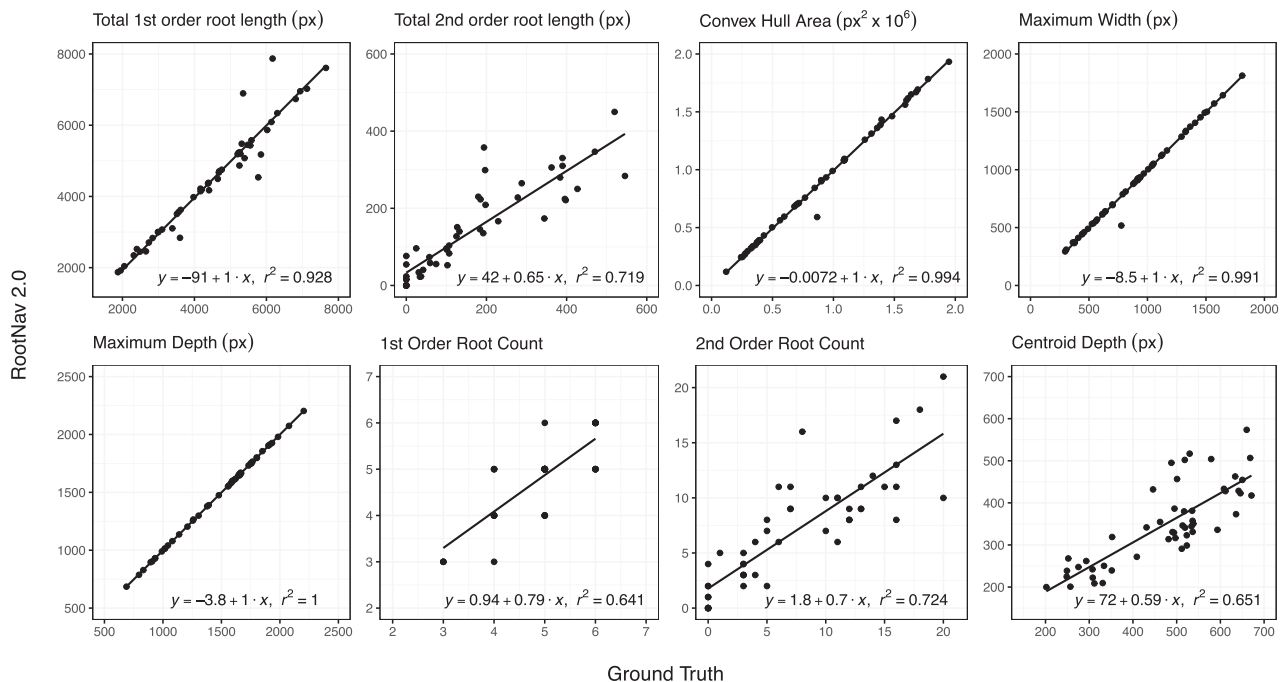 Total 1st order root length (px)
Total 2nd order root length (px)
Convex Hull Area (px² x 10⁶)
Maximum Width (px)
8000
6000
4000
2000
y = −91 + 1 · x, r² = 0.928
2000 4000 6000 8000
600
400
200
0
y = 42 + 0.65 · x, r² = 0.719
0 200 400 600
2.0
1.5
1.0
0.5
0.0
y = −0.0072 + 1 · x, r² = 0.994
0.0 0.5 1.0 1.5 2.0
2000
1500
1000
500
0
y = −8.5 + 1 · x, r² = 0.991
0 500 1000 1500 2000
RootNav 2.0
Maximum Depth (px)
1st Order Root Count
2nd Order Root Count
Centroid Depth (px)
2500
2000
1500
1000
500
y = −3.8 + 1 · x, r² = 1
500 1000 1500 2000 2500
7
6
5
4
3
2
y = 0.94 + 0.79 · x, r² = 0.641
2 3 4 5 6 7
20
15
10
5
0
y = 1.8 + 0.7 · x, r² = 0.724
0 5 10 15 20
700
600
500
400
300
200
y = 72 + 0.59 · x, r² = 0.651
200 300 400 500 600 700
Ground Truth